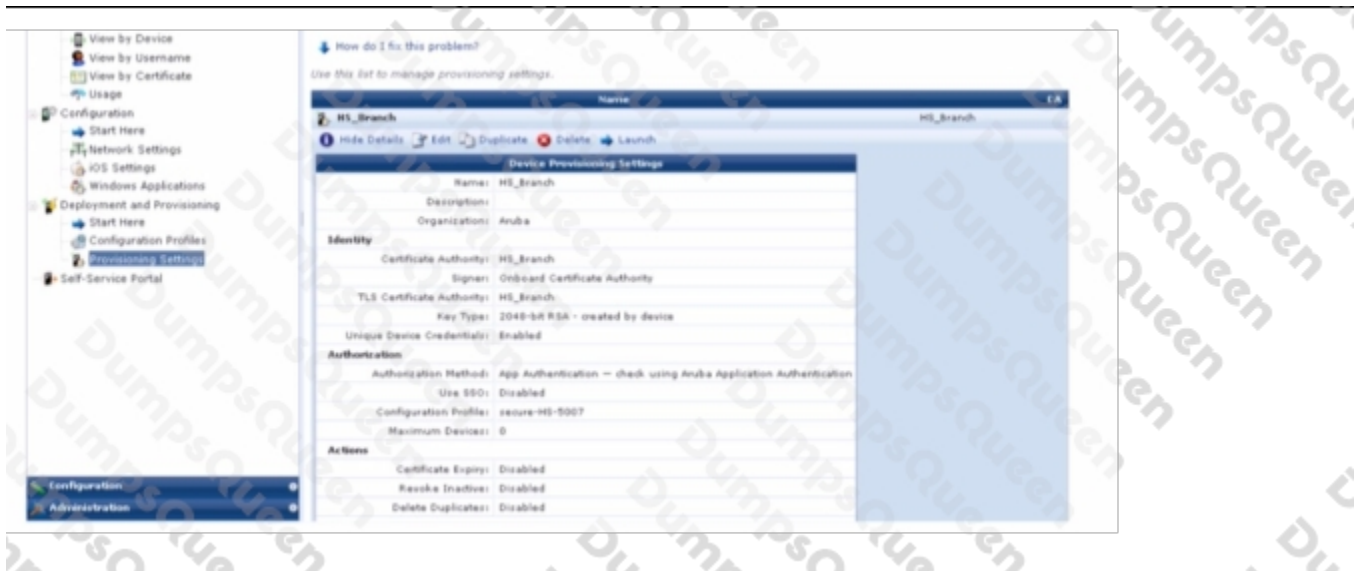 View by Device
View by Username
View by Certificate
Usage
Configuration
Start Here
Network Settings
iOS Settings
Windows Applications
Deployment and Provisioning
Start Here
Configuration Profiles
Provisioning Settings
Self-Service Portal
Configuration
Administration
How do I fix this problem?
Use this list to manage provisioning settings.
Name CA
HS_Branch HS_Branch
Hide Details Edit Duplicate Delete Launch
Device Provisioning Settings
Name: HS_Branch
Description:
Organization: Aruba
Identity
Certificate Authority: HS_Branch
Signer: Onboard Certificate Authority
TLS Certificate Authority: HS_Branch
Key Type: 2048-bit RSA - created by device
Unique Device Credentials: Enabled
Authorization
Authorization Method: App Authentication — check using Aruba Application Authentication
Use SSO: Disabled
Configuration Profile: secure-HS-5007
Maximum Devices: 0
Actions
Certificate Expiry: Disabled
Revoke Inactive: Disabled
Delete Duplicates: Disabled
DumpsQueen